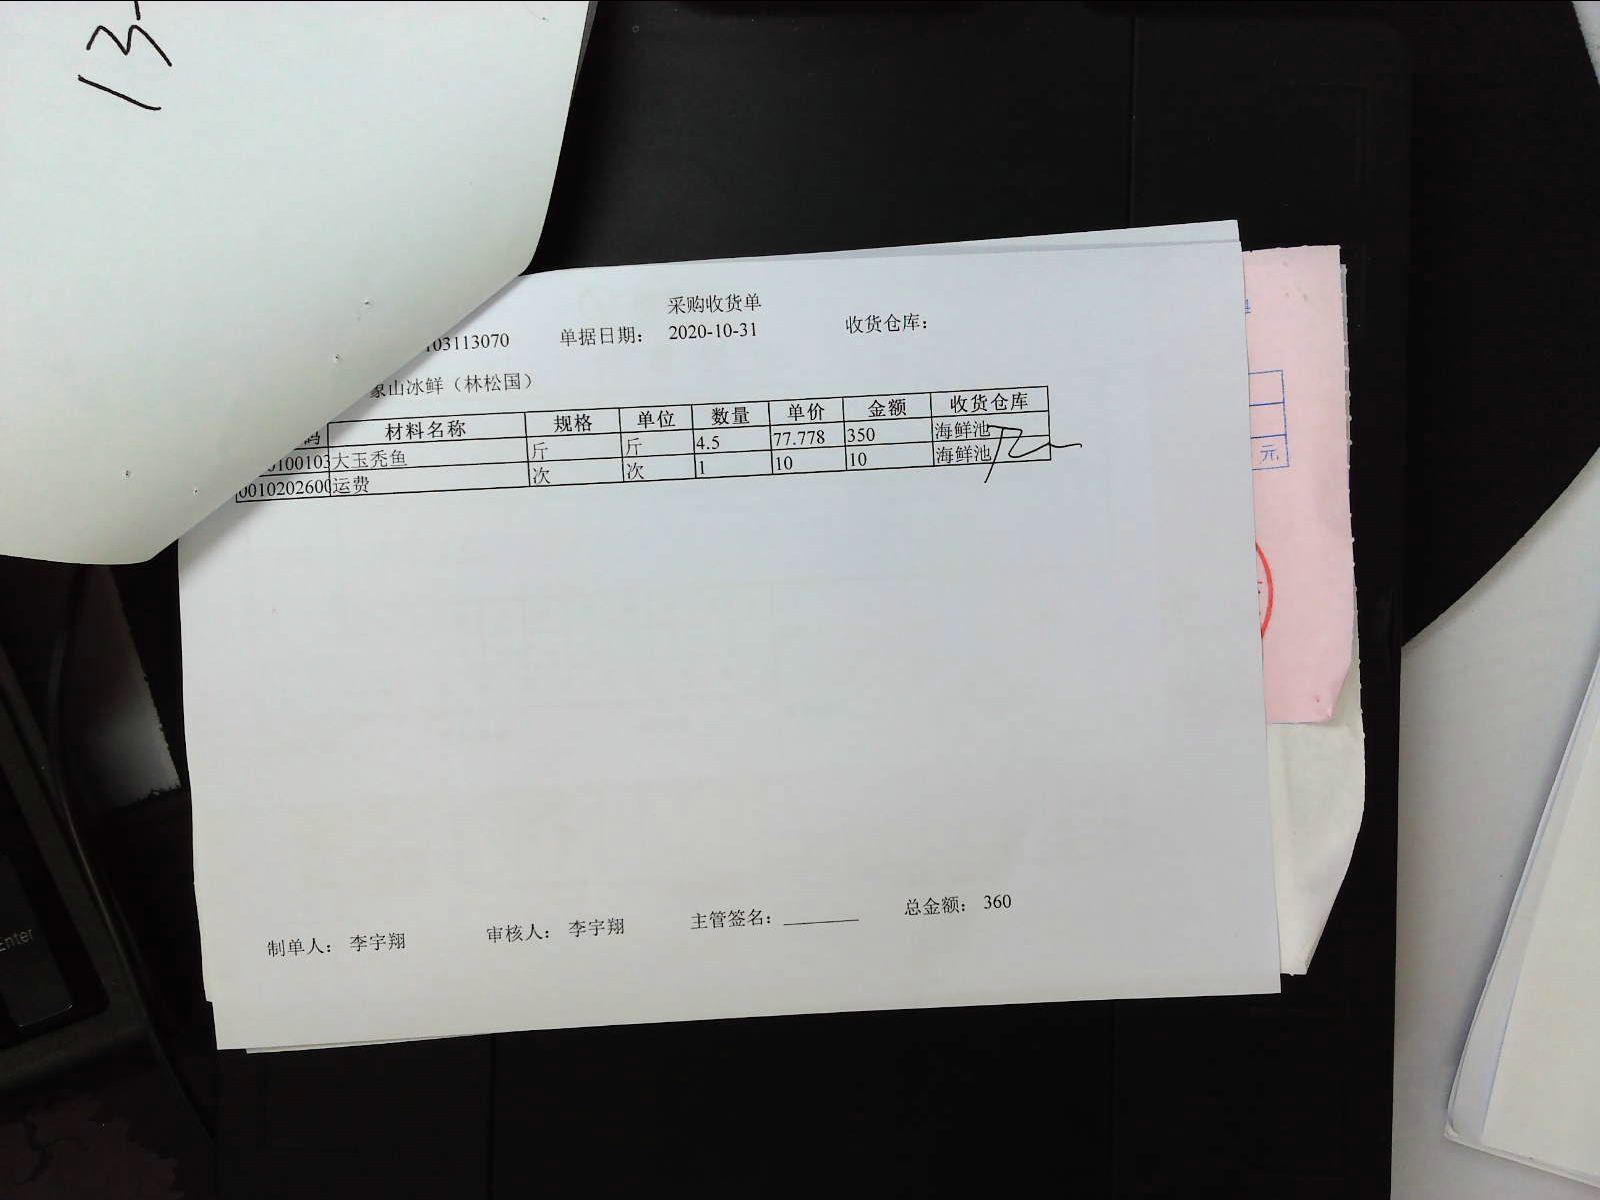 13-
采购收货单
103113070 单据日期： 2020-10-31 收货仓库：
象山冰鲜（林松国）
码 材料名称 规格 单位 数量 单价 金额 收货仓库
0100103 大玉秃鱼 斤 斤 4.5 77.778 350 海鲜池
0010202600 运费 次 次 1 10 10 海鲜池
元
制单人： 李宇翔 审核人： 李宇翔 主管签名： 总金额： 360
Enter